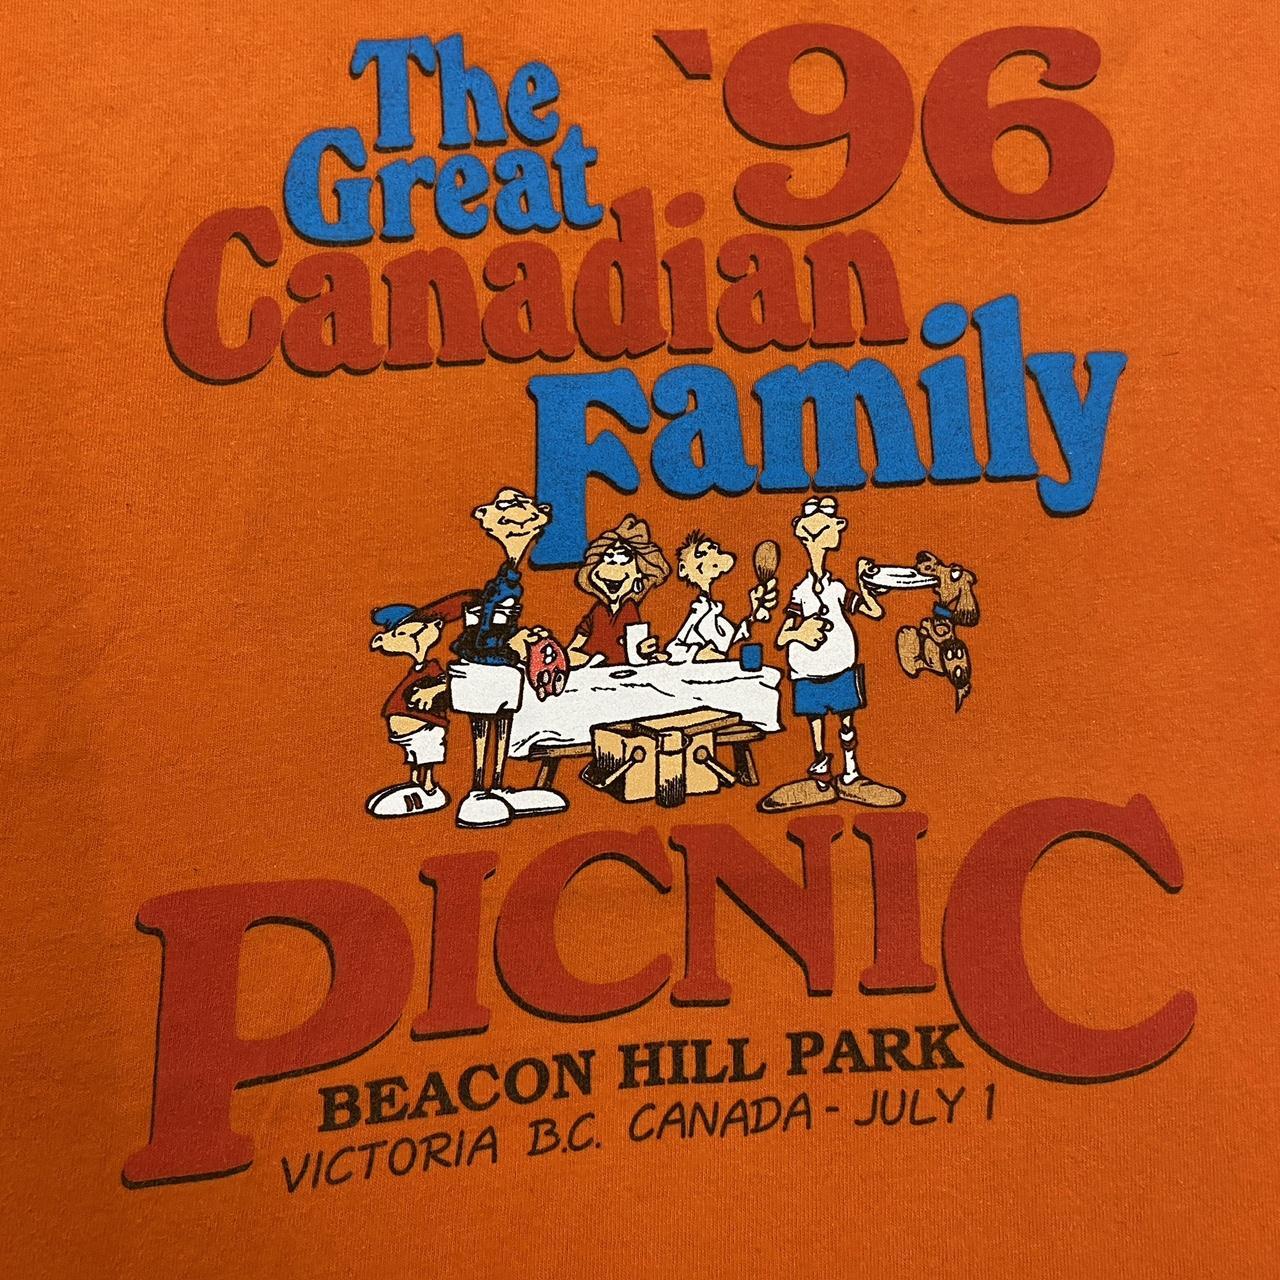 The
Great
Canadian
'96
Family
PICNIC
BEACON HILL PARK
VICTORIA B.C. CANADA - JULY 1